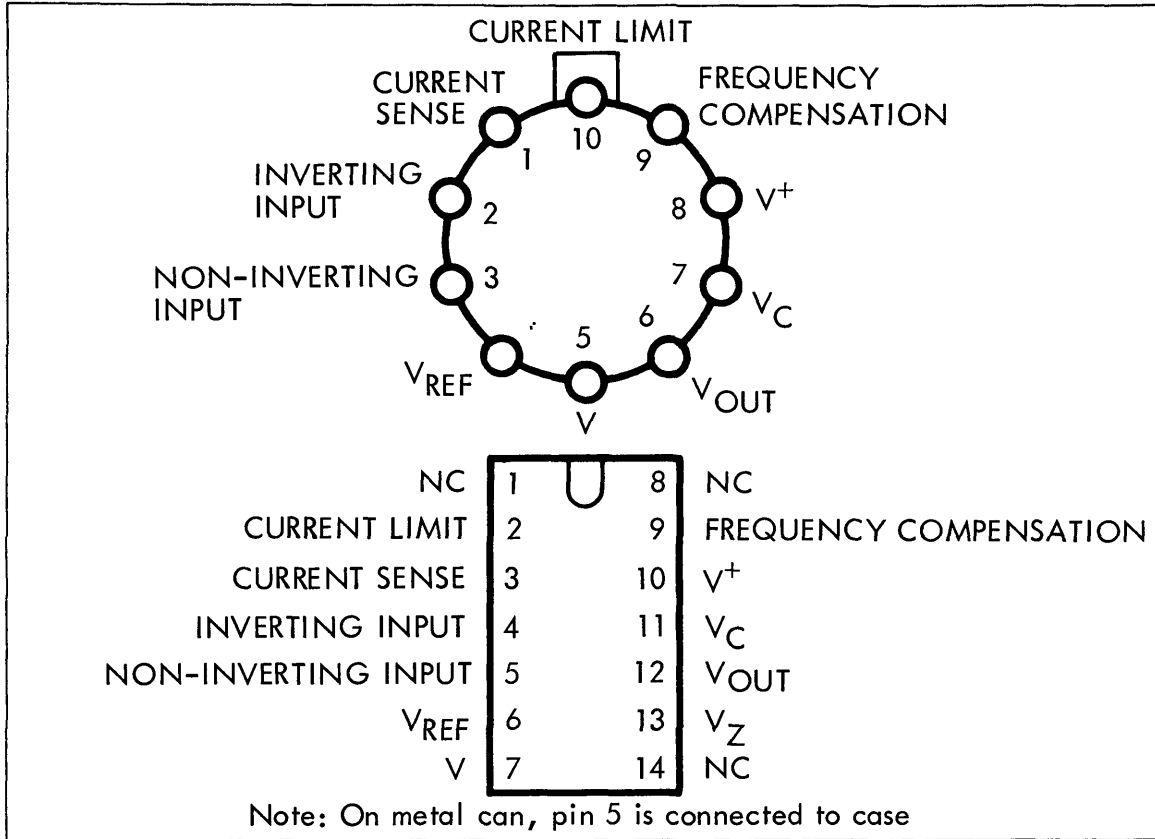 CURRENT LIMIT
CURRENT SENSE
FREQUENCY COMPENSATION
10
1
9
INVERTING INPUT
2
8
V+
NON-INVERTING INPUT
3
7
VC
5
6
VREF
VOUT
V
NC 1 8 NC
CURRENT LIMIT 2 9 FREQUENCY COMPENSATION
CURRENT SENSE 3 10 V+
INVERTING INPUT 4 11 VC
NON-INVERTING INPUT 5 12 VOUT
VREF 6 13 VZ
V 7 14 NC
Note: On metal can, pin 5 is connected to case